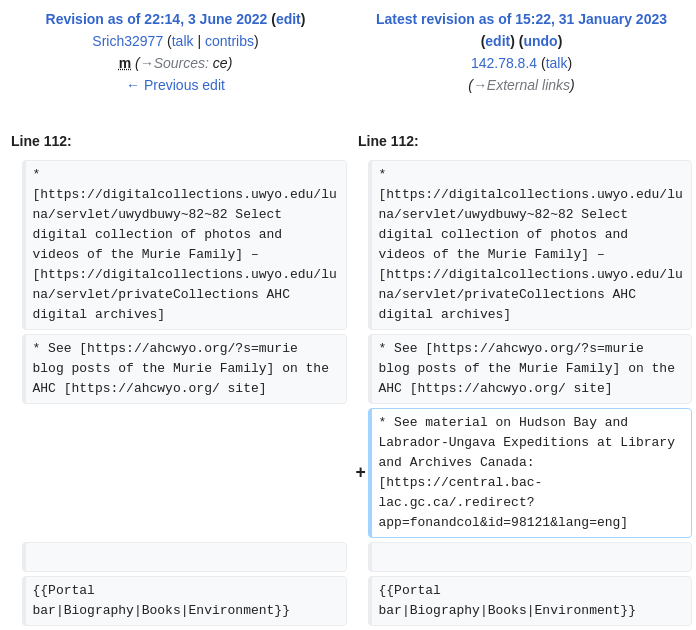 Revision as of 22:14, 3 June 2022 (edit)
Srich32977 (talk | contribs)
m (→Sources: ce)
← Previous edit
Latest revision as of 15:22, 31 January 2023
(edit) (undo)
142.78.8.4 (talk)
(→External links)
Line 112:
Line 112:
*
[https://digitalcollections.uwyo.edu/lu
na/servlet/uwydbuwy~82~82 Select
digital collection of photos and
videos of the Murie Family] –
[https://digitalcollections.uwyo.edu/lu
na/servlet/privateCollections AHC
digital archives]
*
[https://digitalcollections.uwyo.edu/lu
na/servlet/uwydbuwy~82~82 Select
digital collection of photos and
videos of the Murie Family] –
[https://digitalcollections.uwyo.edu/lu
na/servlet/privateCollections AHC
digital archives]
* See [https://ahcwyo.org/?s=murie
blog posts of the Murie Family] on the
AHC [https://ahcwyo.org/ site]
* See [https://ahcwyo.org/?s=murie
blog posts of the Murie Family] on the
AHC [https://ahcwyo.org/ site]
+
* See material on Hudson Bay and
Labrador-Ungava Expeditions at Library
and Archives Canada:
[https://central.bac-
lac.gc.ca/.redirect?
app=fonandcol&id=98121&lang=eng]
{{Portal
bar|Biography|Books|Environment}}
{{Portal
bar|Biography|Books|Environment}}